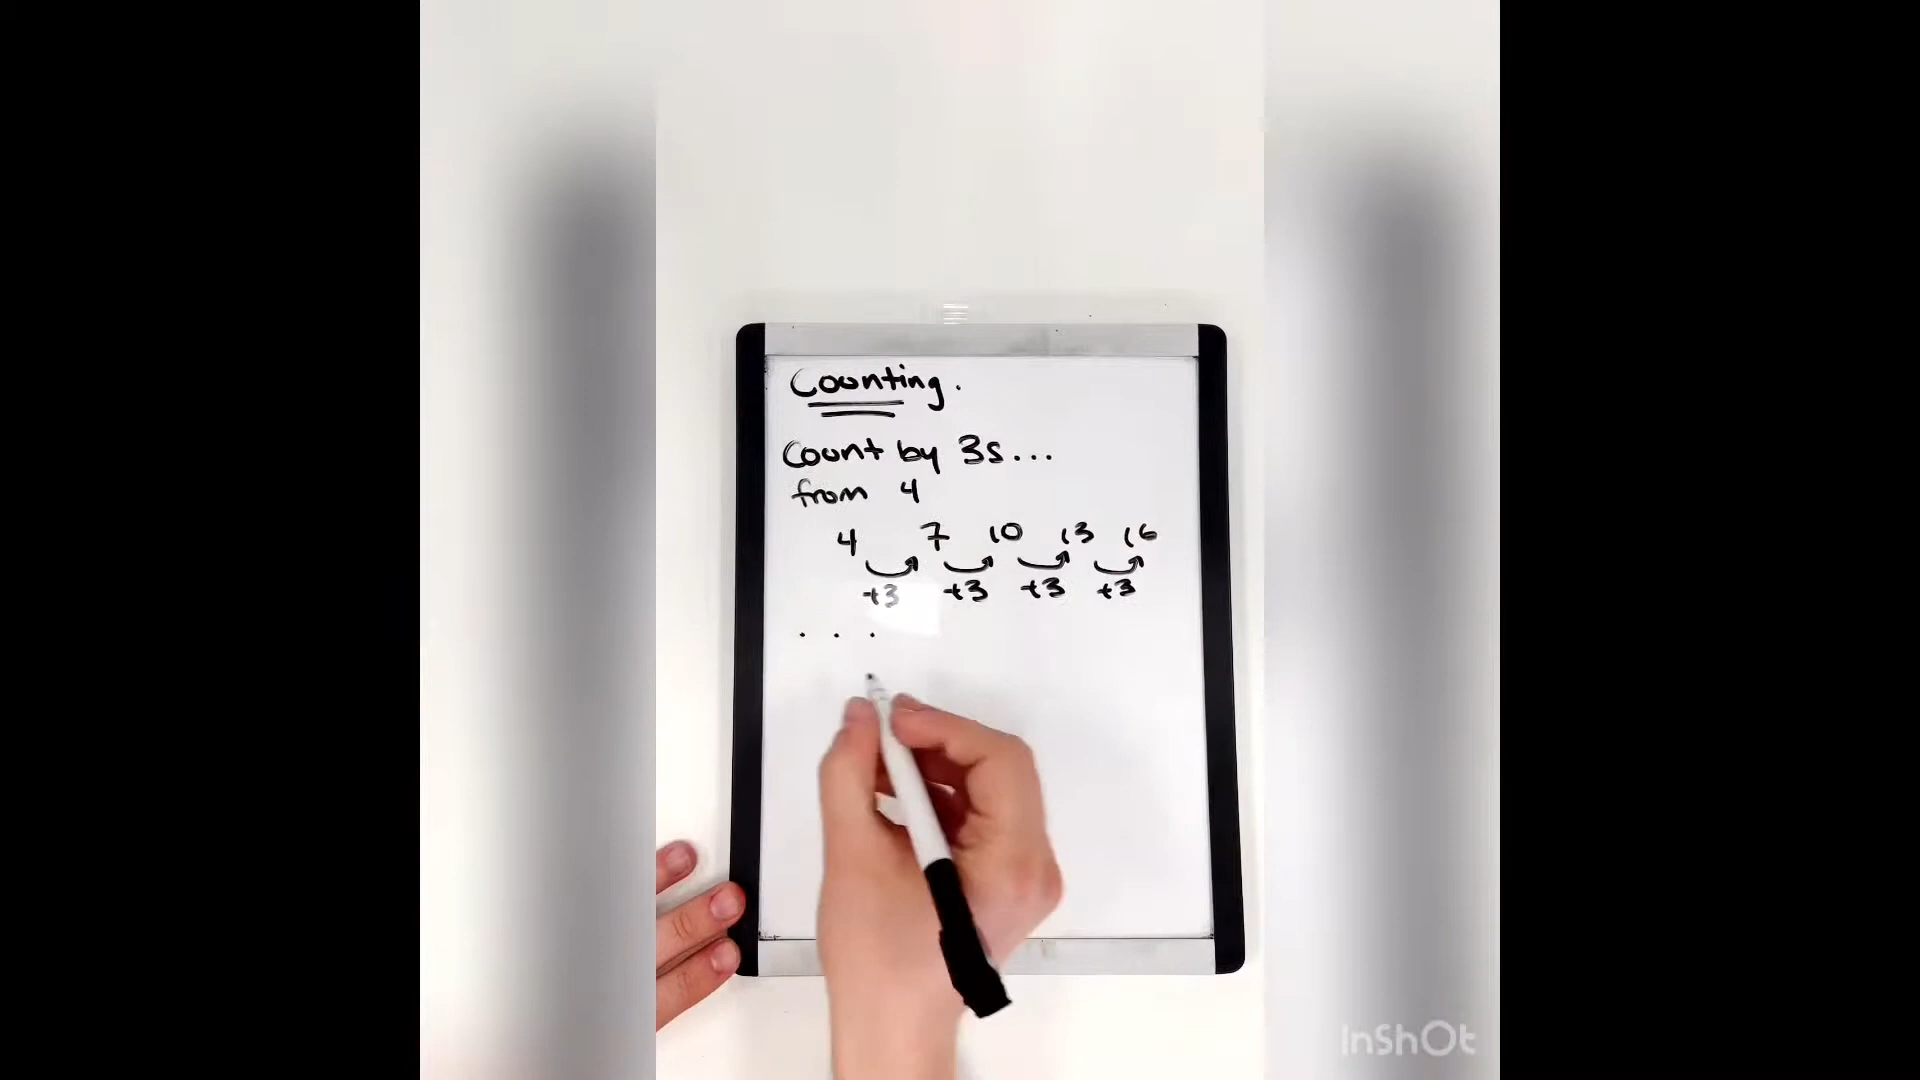 Counting.
Count by 3s...
from 4
4 7 10 13 16
+3 +3 +3 +3
. . .
InShOt